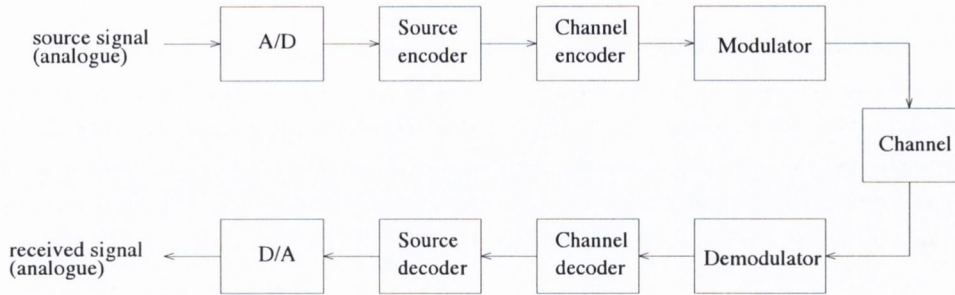 source signal
(analogue)
A/D
Source
encoder
Channel
encoder
Modulator
Channel
received signal
(analogue)
D/A
Source
decoder
Channel
decoder
Demodulator